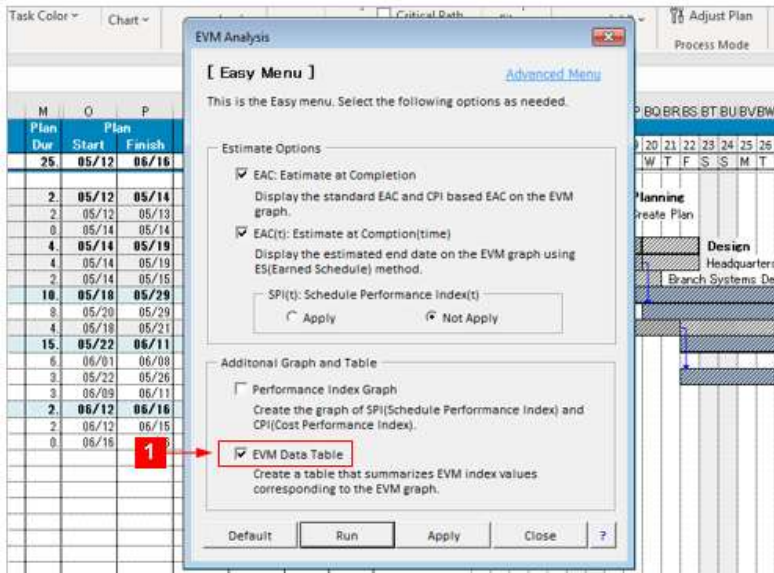 Task Color
Chart
Critical Path
Adjust Plan
Process Mode
EVM Analysis
[ Easy Menu ]
Advanced Menu
This is the Easy menu. Select the following options as needed.
Estimate Options
EAC: Eatimate at Completion
Display the standard EAC and CPI based EAC on the EVM
graph.
EAC(t): Estimate at Comption(time)
Display the estimated end date on the EVM graph using
ES(Earned Schedule) method.
SPI(t): Schedule Performance Index(t)
Apply
Not Apply
Additonal Graph and Table
Performance Index Graph
Create the graph of SPI(Schedule Performance Index) and
CPI(Cost Performance Index).
1
EVM Data Table
Create a table that summarizes EVM index values
corresponding to the EVM graph.
Default Run Apply Close ?
M O P
Plan Plan
Dur Start Finish
25. 05/12 06/16
2. 05/12 05/14
2 05/12 05/13
0. 05/14 05/14
4. 05/14 05/19
4. 05/14 05/19
2. 05/14 05/15
10. 05/18 05/29
8. 05/20 05/29
4. 05/18 05/21
15. 05/22 06/11
6. 06/01 06/08
3. 05/22 05/26
3. 06/09 06/11
2. 06/12 06/16
2. 06/12 06/15
0. 06/16
BQ BR BS BT BU BV BW
20 21 22 23 24 25 26
W T F S S M T
Planning
Create Plan
Design
Headquarters
Branch Systems De